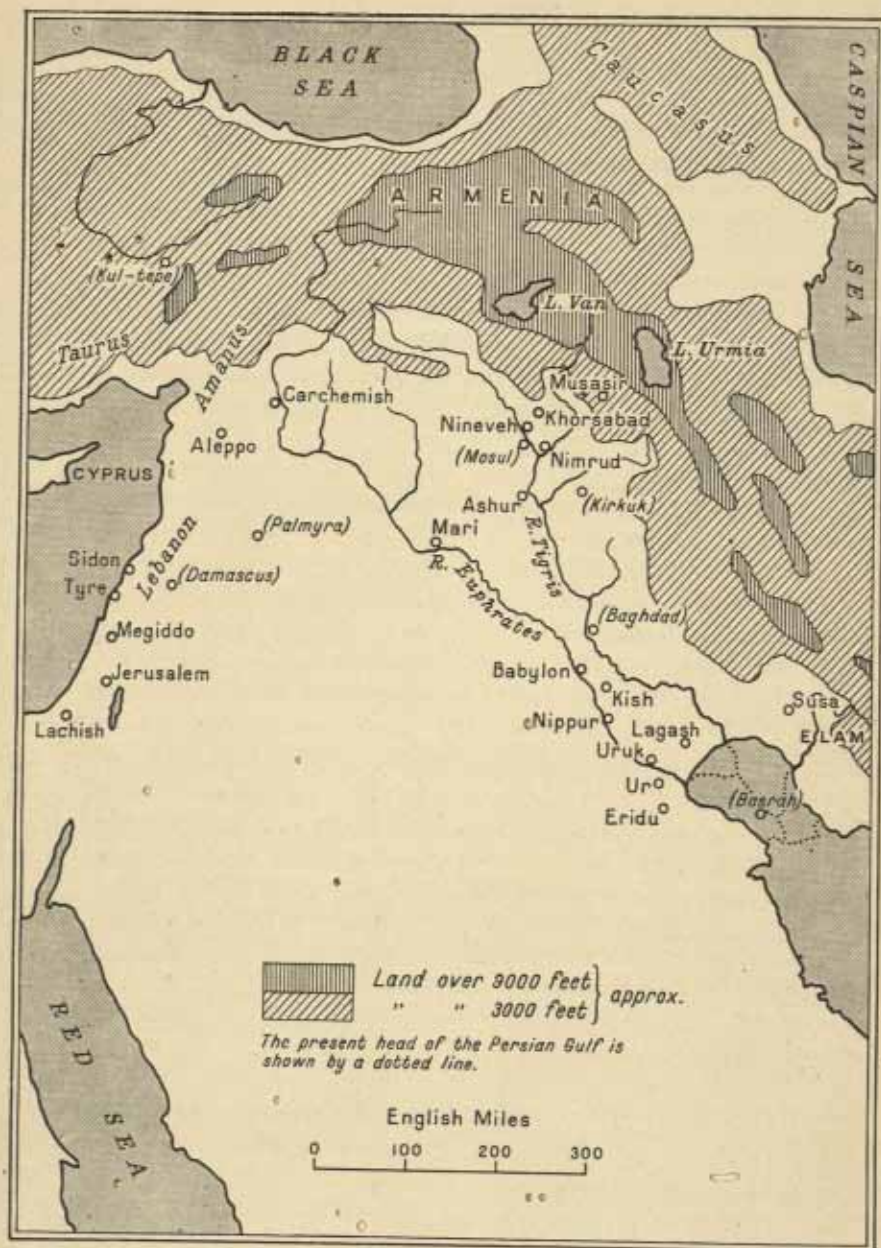 BLACK
SEA
Caucasus
CASPIAN
SEA
ARMENIA
(Kul-tepe)
L. Van
L. Urmia
Taurus
Amanus
Musasir
Carchemish
Khorsabad
Nineveh
Aleppo
(Mosul)
Nimrud
CYPRUS
Ashur
(Kirkuk)
(Palmyra)
Mari
R. Tigris
Lebanon
Sidon
R. Euphrates
(Damascus)
Tyre
(Baghdad)
Megiddo
Babylon
Jerusalem
Kish
Susa
Lachish
Nippur
Lagash
ELAM
Uruk
Ur
(Basrah)
Eridu
Land over 9000 feet
" " 3000 feet
approx.
The present head of the Persian Gulf is
shown by a dotted line.
RED
SEA
English Miles
0 100 200 300